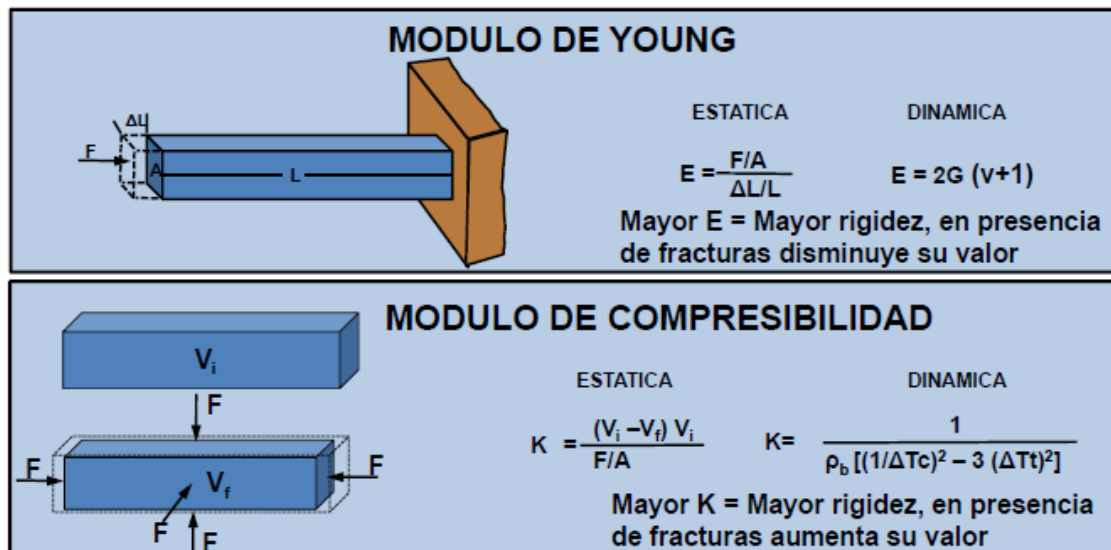 MODULO DE YOUNG
ΔL
F
A
L
ESTATICA
DINAMICA
E = F/A
ΔL/L
E = 2G (v+1)
Mayor E = Mayor rigidez, en presencia
de fracturas disminuye su valor
MODULO DE COMPRESIBILIDAD
Vi
F
F
Vf
F
F
F
ESTATICA
DINAMICA
K = (Vi –Vf) Vi
F/A
K= 1
ρb [(1/ΔTc)² – 3 (ΔTt)²]
Mayor K = Mayor rigidez, en presencia
de fracturas aumenta su valor